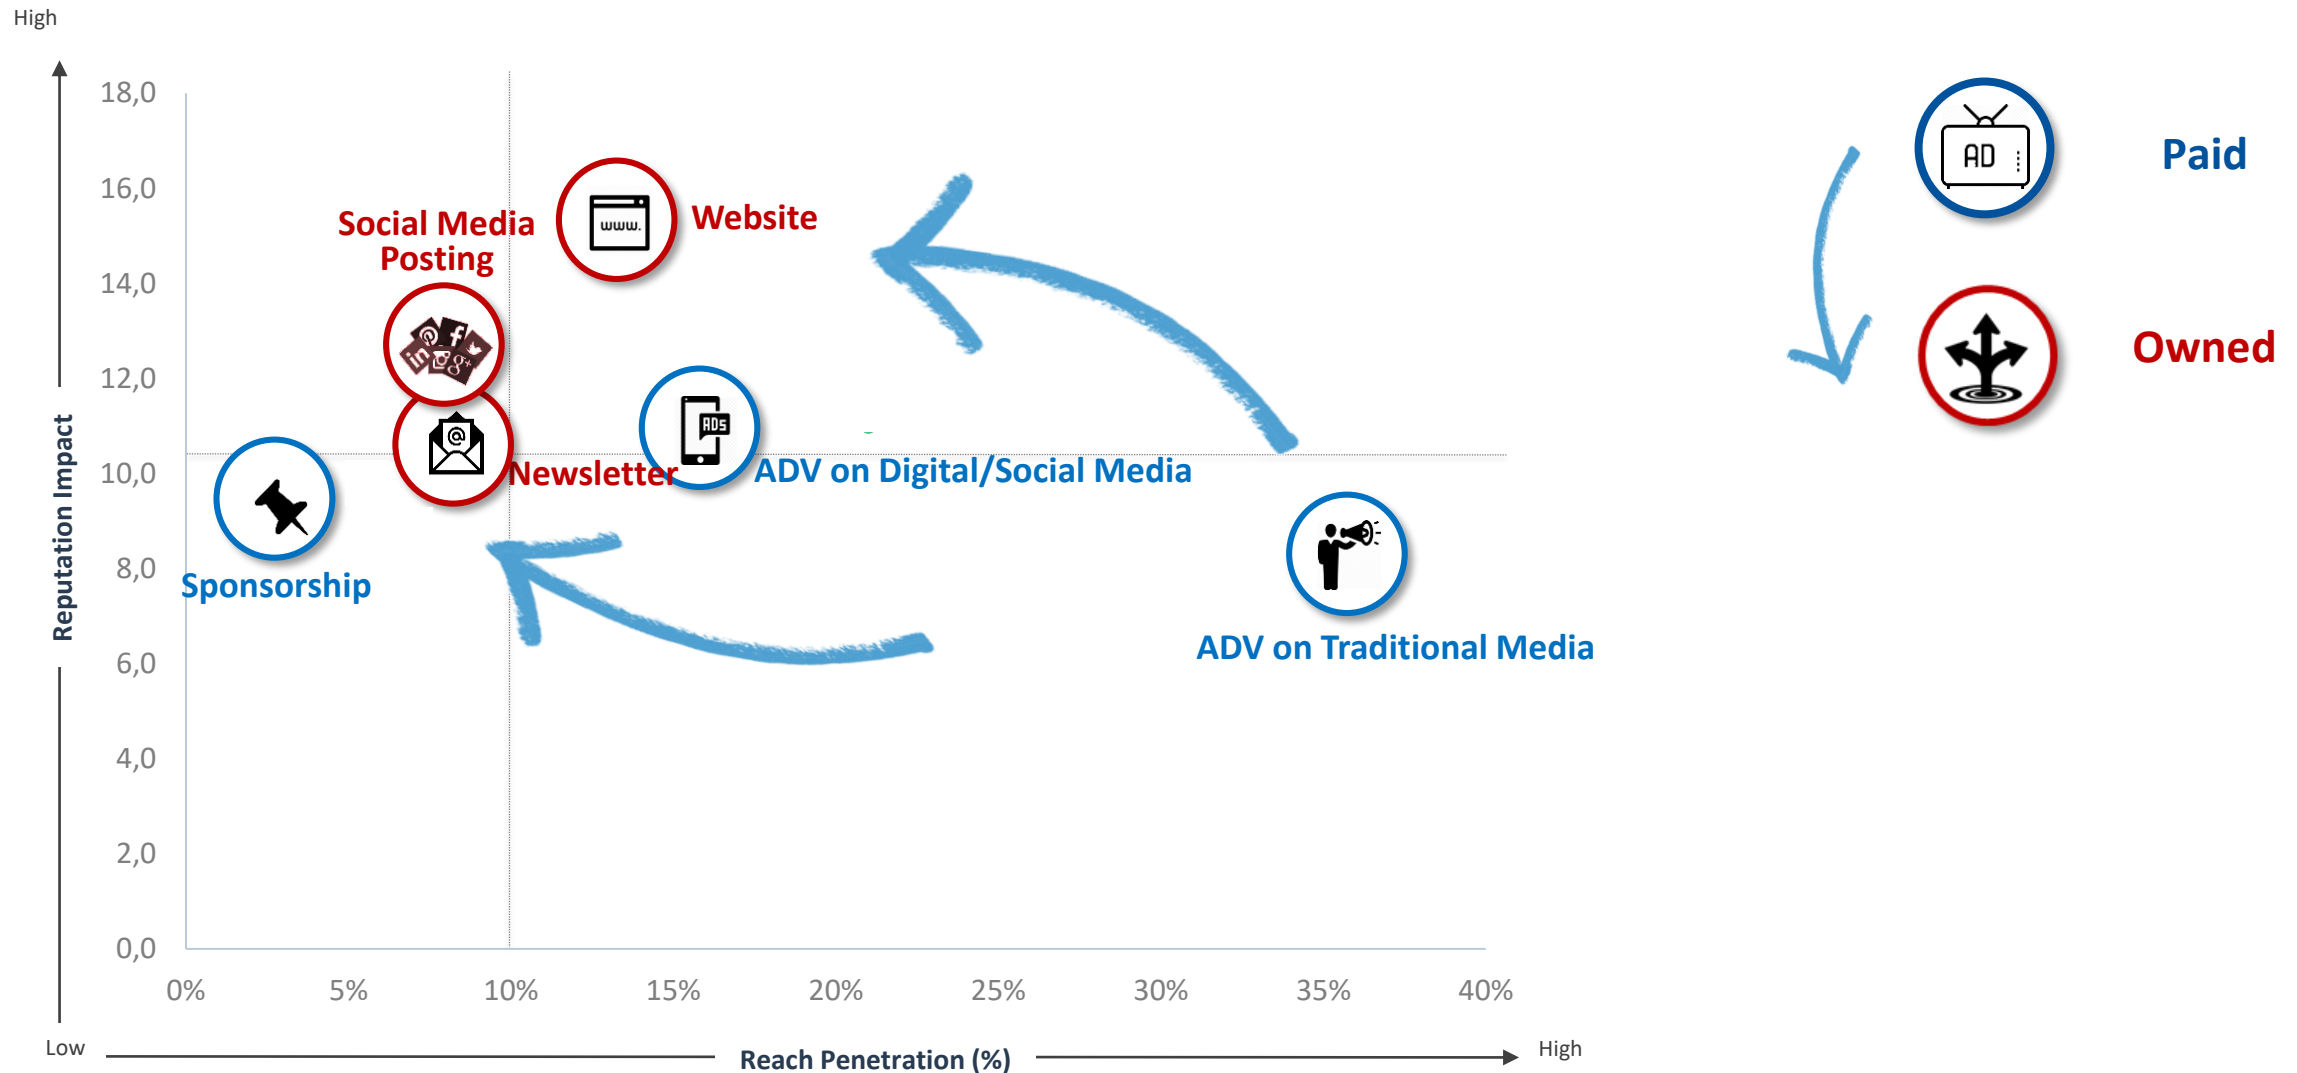 High
18,0
16,0
14,0
12,0
10,0
8,0
6,0
4,0
2,0
0,0
Reputation Impact
Low
0%
5%
10%
15%
20%
25%
30%
35%
40%
Reach Penetration (%)
High
Social Media
Posting
www.
Website
@
Newsletter
ADS
ADV on Digital/Social Media
Sponsorship
ADV on Traditional Media
in
f
g+
AD
Paid
Owned